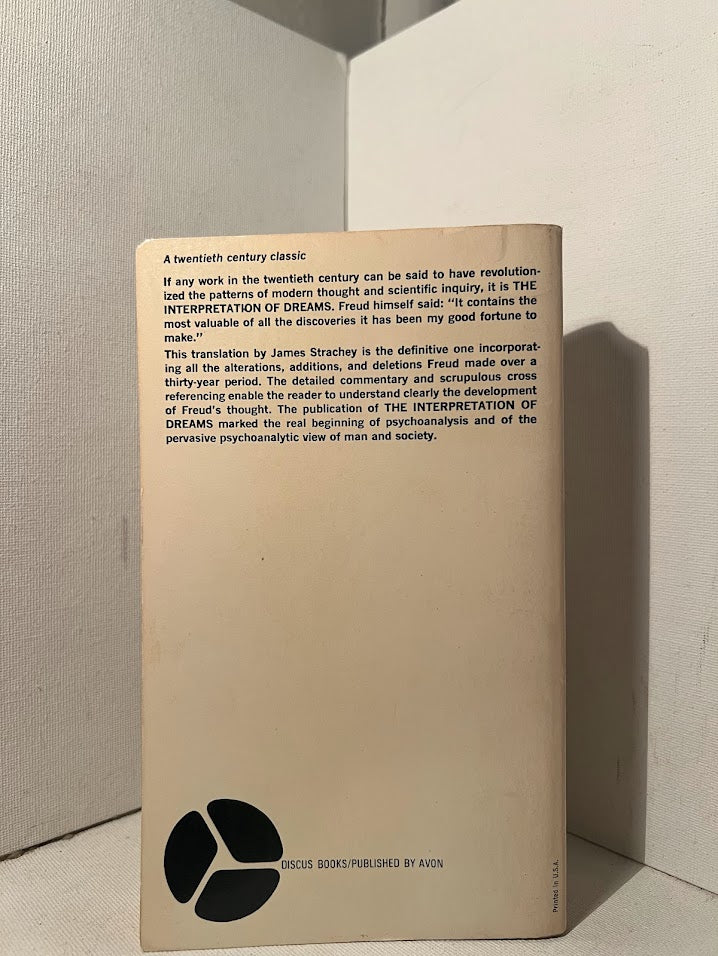 A twentieth century classic
If any work in the twentieth century can be said to have revolution-
ized the patterns of modern thought and scientific inquiry, it is THE
INTERPRETATION OF DREAMS. Freud himself said: "It contains the
most valuable of all the discoveries it has been my good fortune to
make."
This translation by James Strachey is the definitive one incorporat-
ing all the alterations, additions, and deletions Freud made over a
thirty-year period. The detailed commentary and scrupulous cross
referencing enable the reader to understand clearly the development
of Freud's thought. The publication of THE INTERPRETATION OF
DREAMS marked the real beginning of psychoanalysis and of the
pervasive psychoanalytic view of man and society.
DISCUS BOOKS/PUBLISHED BY AVON
Printed in U.S.A.